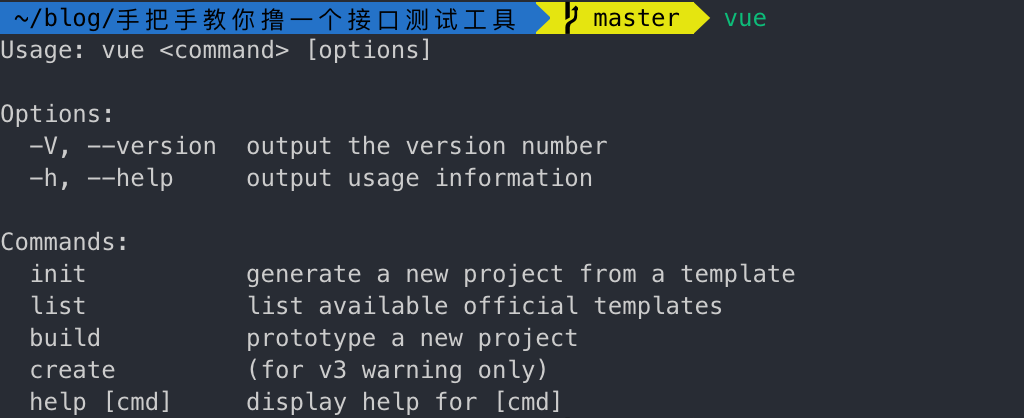 ~/blog/手把手教你撸一个接口测试工具 master vue
Usage: vue <command> [options]
Options:
-V, --version output the version number
-h, --help output usage information
Commands:
init generate a new project from a template
list list available official templates
build prototype a new project
create (for v3 warning only)
help [cmd] display help for [cmd]